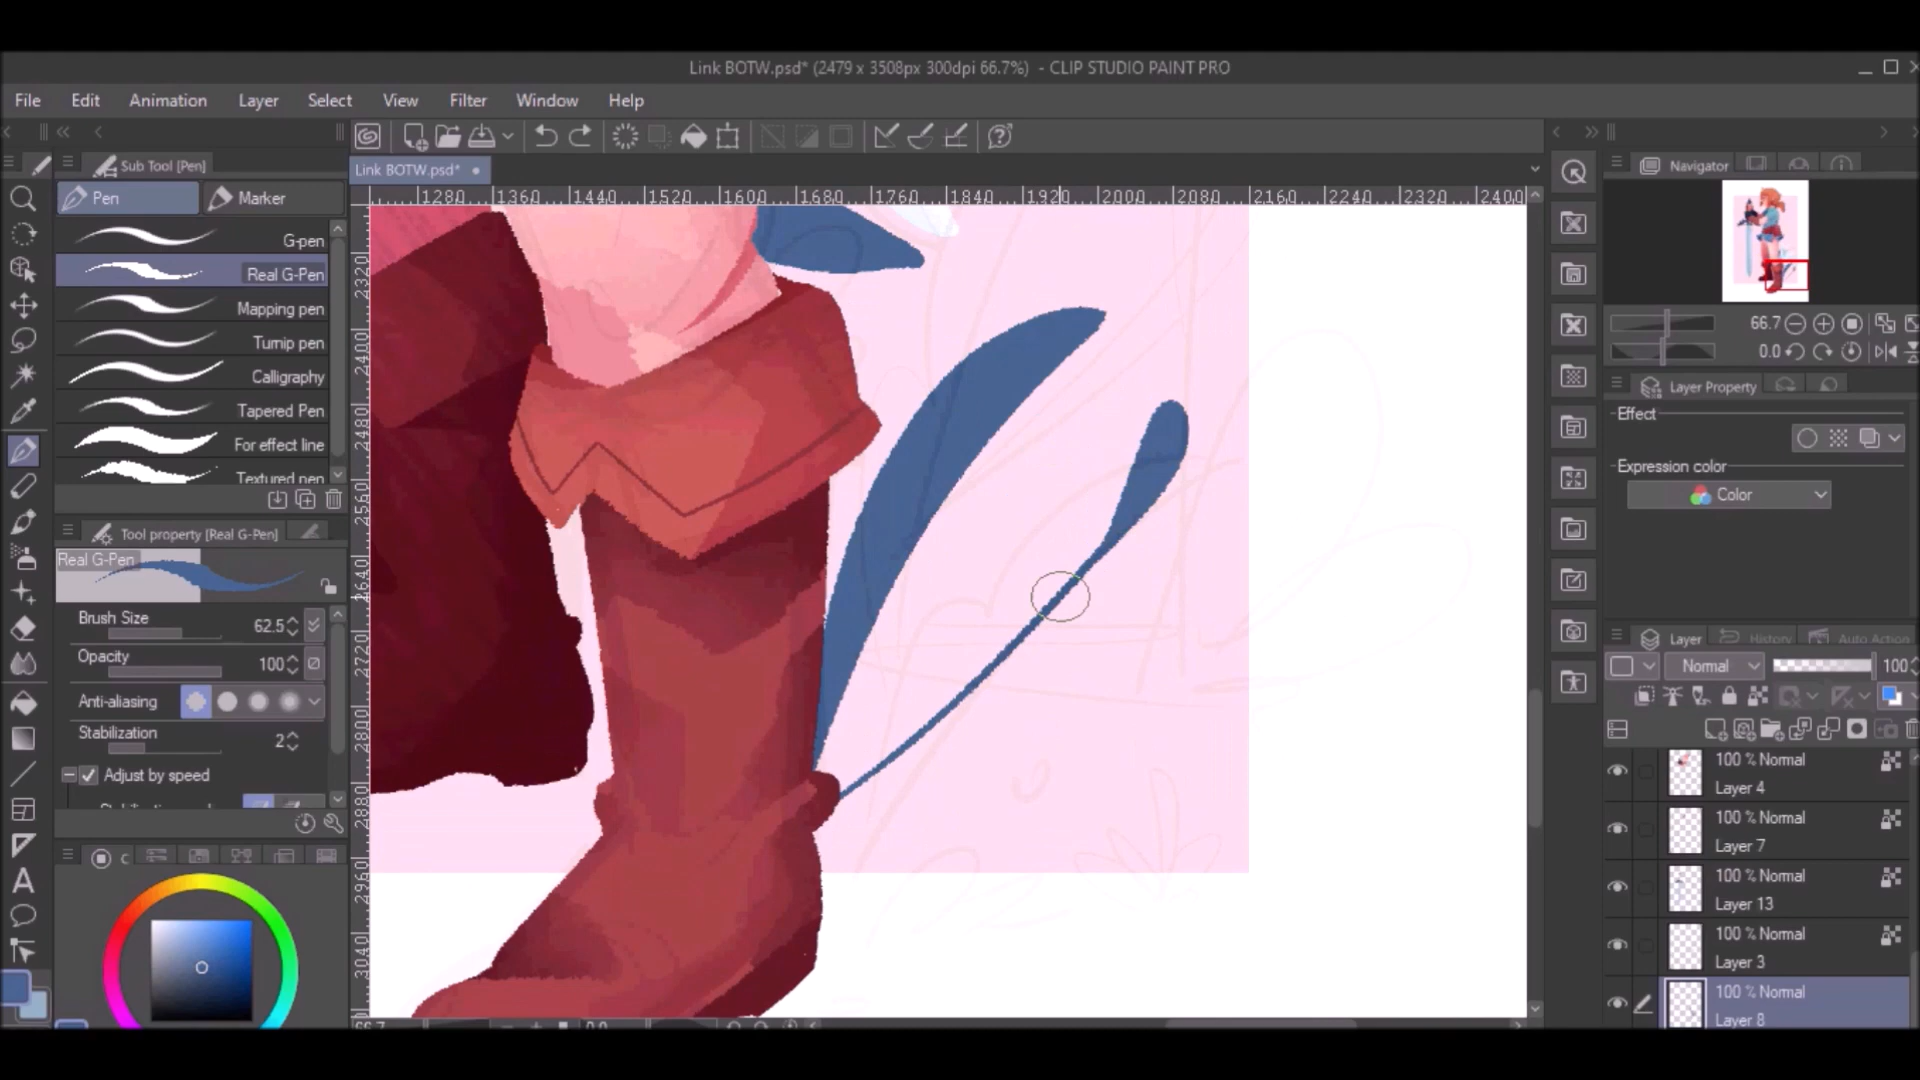 Link BOTW.psd* (2479 x 3508px 300dpi 66.7%) - CLIP STUDIO PAINT PRO
File Edit Animation Layer Select View Filter Window Help
Sub Tool [Pen]
Navigator
Link BOTW.psd*
Pen Marker
1280 1360 1440 1520 1600 1680 1760 1840 1920 2000 2080 2160 2240 2320 2400
G-pen
Real G-Pen
Mapping pen
Turnip pen
Calligraphy
Tapered Pen
For effect line
Textured pen
2320
2400
2480
2560
2640
2720
2800
2880
2960
3040
66.7
0.0
Layer Property
Effect
Expression color
Color
Tool property [Real G-Pen]
Real G-Pen
Brush Size 62.5
Opacity 100
Anti-aliasing
Stabilization
2
Adjust by speed
Layer History Auto Action
Normal 100
100 % Normal
Layer 4
100 % Normal
Layer 7
100 % Normal
Layer 13
100 % Normal
Layer 3
100 % Normal
Layer 8
66.7 0.0